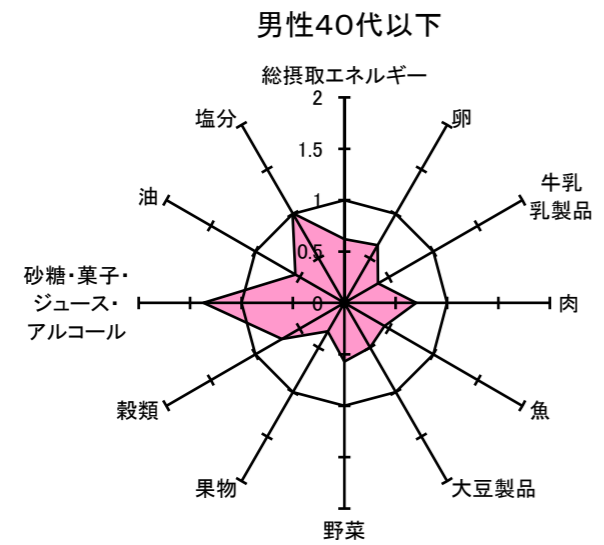 男性40代以下
総摂取エネルギー
2
1.5
1
0.5
0
卵
牛乳
乳製品
肉
魚
大豆製品
野菜
果物
穀類
砂糖・菓子・
ジュース・
アルコール
油
塩分